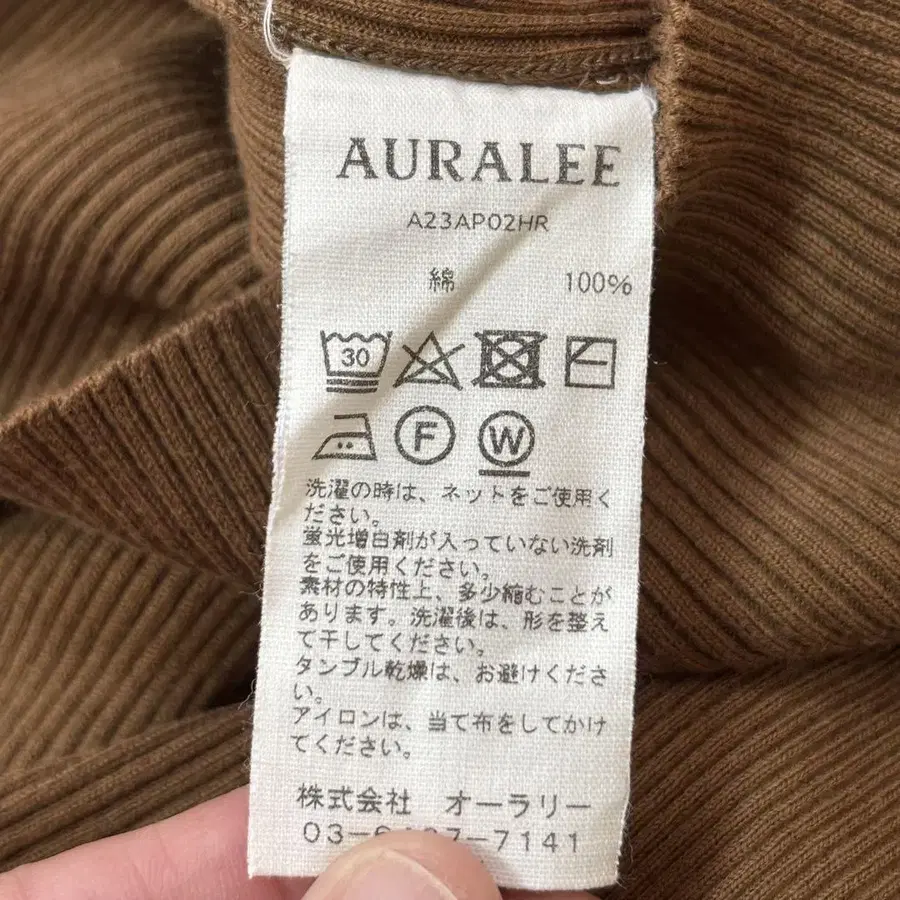 AURALEE
A23AP02HR
綿 100%
30
F W
洗濯の時は、ネットをご使用く
ださい。
蛍光増白剤が入っていない洗剤
をご使用ください。
素材の特性上、多少縮むことが
あります。洗濯後は、形を整え
て干してください。
タンブル乾燥は、お避けくださ
い。
アイロンは、当て布をしてかけ
てください。
株式会社 オーラリー